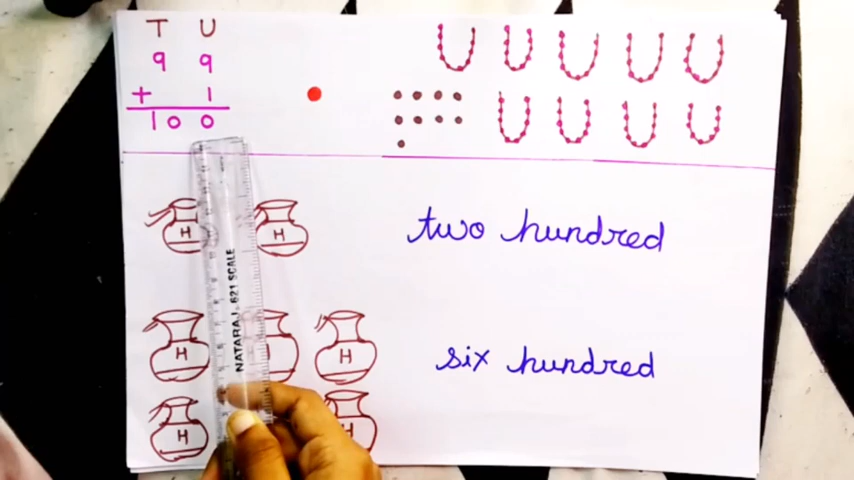 T U
9 9
+ 1
1 0 0
H H
two hundred
NATARAJ 621 SCALE
H H H
six hundred
H H